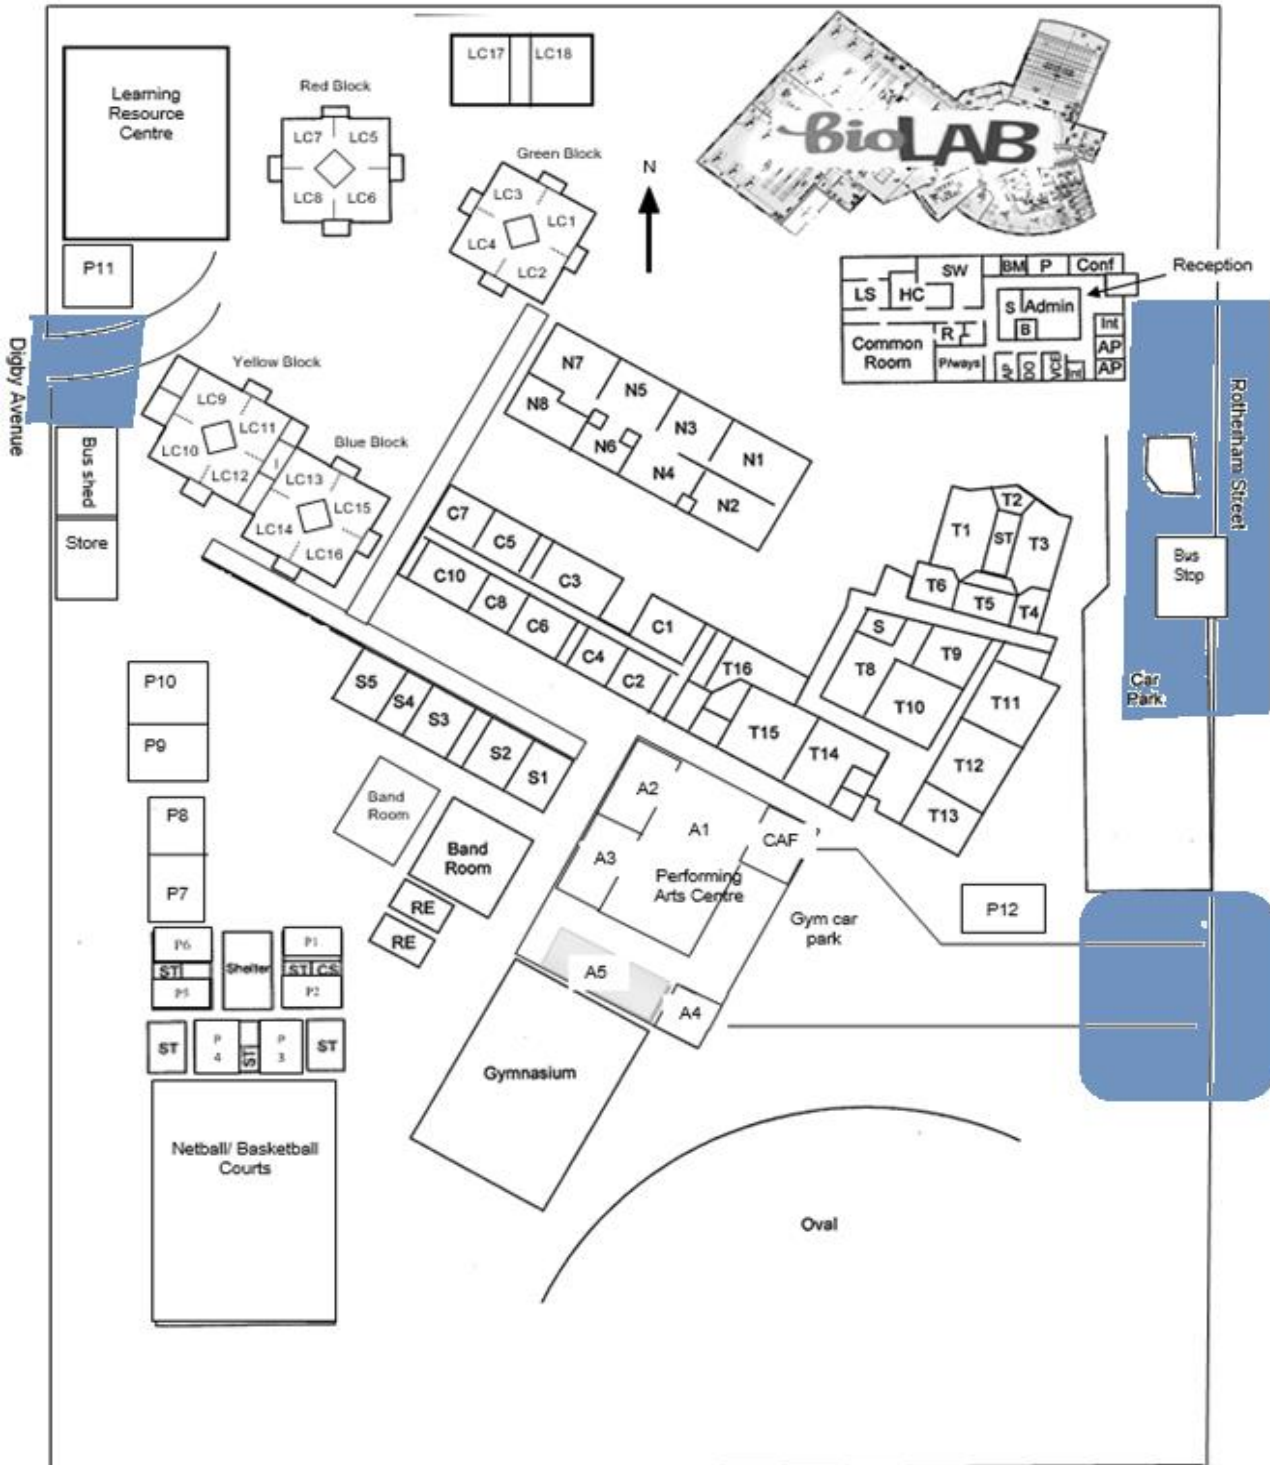 LC17
LC18
Red Block
Learning
Resource
Centre
LC7
LC5
LC8
LC6
Green Block
LC3
LC1
LC4
LC2
N
BioLAB
P11
SW
BM
P
Conf
Reception
LS
HC
S
Admin
B
R
Int
AP
AP
Common
Room
P/ways
AP
DO
VCE
Int
Digby Avenue
Yellow Block
LC9
LC11
LC10
LC12
Blue Block
LC13
LC15
LC14
LC16
Bus shed
Store
N7
N5
N8
N3
N6
N1
N4
N2
Rotherham Street
Bus
Stop
Car
Park
C7
C5
C3
C10
C8
C6
C1
C4
C2
T2
T1
ST
T3
T6
T5
T4
S
T9
T8
T10
T11
T16
T15
T14
T12
T13
S5
S4
S3
S2
S1
P10
P9
P8
P7
Band
Room
Band
Room
RE
RE
A2
A1
CAF
A3
Performing
Arts Centre
Gym car
park
P12
A5
A4
P6
ST
P5
Shelter
P1
ST
CS
P2
ST
P
4
ST
P
3
ST
Gymnasium
Netball/ Basketball
Courts
Oval